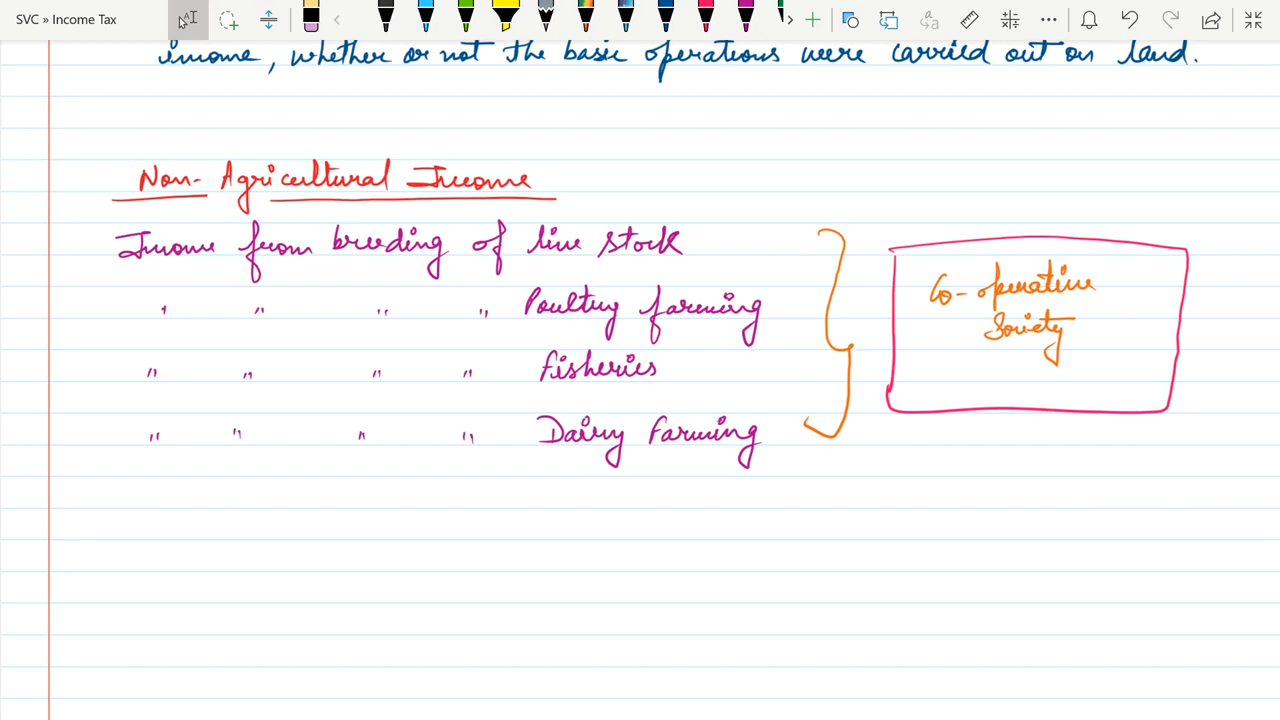 SVC » Income Tax
income, whether or not the basic operations were carried out on land.
Non- Agricultural Income
Income from breeding of live stock
" " " " Poultry farming
" " " " Fisheries
" " " " Dairy Farming
Co-operative
Society